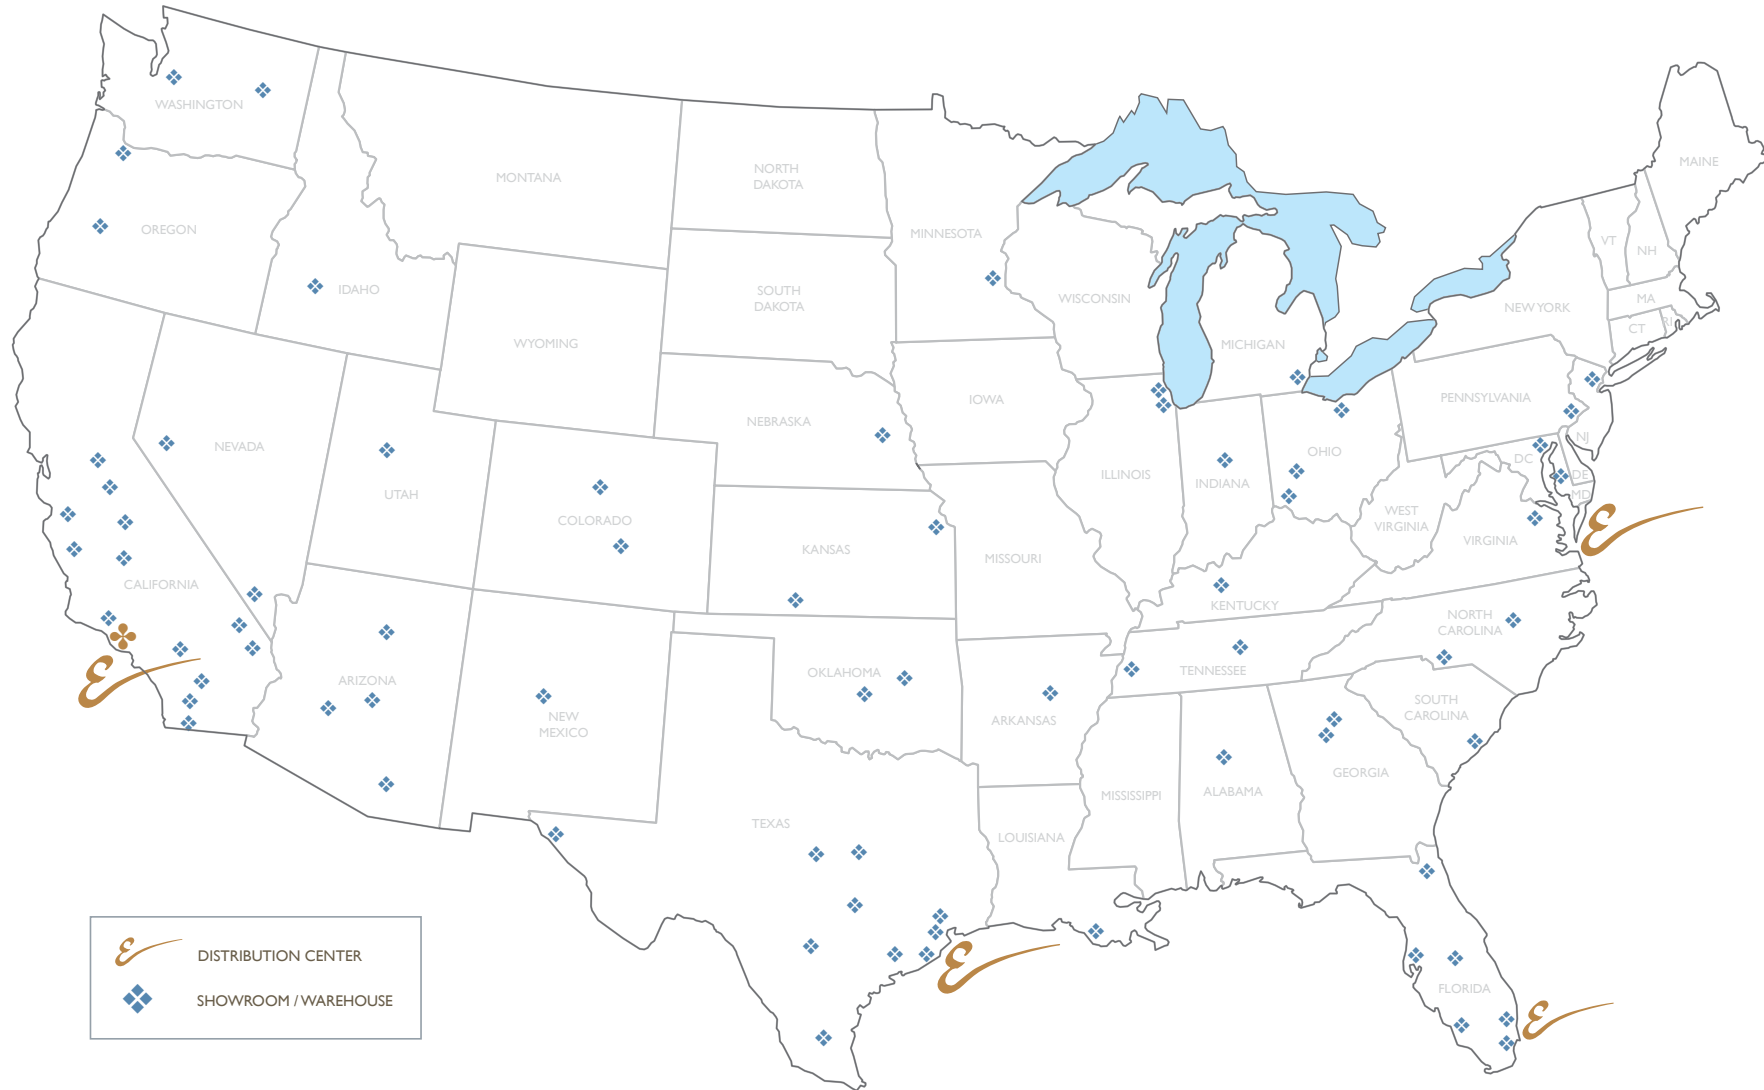 WASHINGTON
MONTANA
NORTH
DAKOTA
MAINE
OREGON
MINNESOTA
VT
NH
IDAHO
SOUTH
DAKOTA
WISCONSIN
MA
NEW YORK
WYOMING
MICHIGAN
CT
RI
IOWA
PENNSYLVANIA
NEBRASKA
NEVADA
NJ
OHIO
DC
ILLINOIS
INDIANA
DE
UTAH
MD
COLORADO
WEST
VIRGINIA
KANSAS
VIRGINIA
MISSOURI
CALIFORNIA
KENTUCKY
NORTH
CAROLINA
TENNESSEE
OKLAHOMA
ARIZONA
SOUTH
CAROLINA
NEW
MEXICO
ARKANSAS
GEORGIA
MISSISSIPPI
ALABAMA
TEXAS
LOUISIANA
FLORIDA
DISTRIBUTION CENTER
SHOWROOM / WAREHOUSE